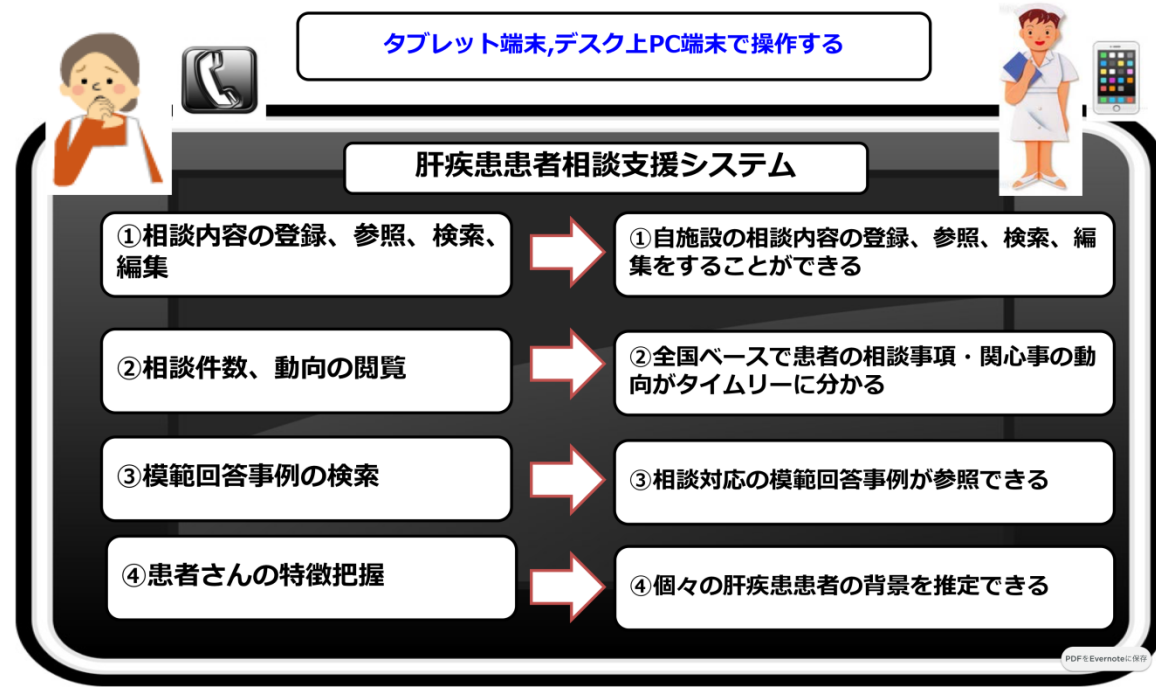 タブレット端末,デスク上PC端末で操作する
肝疾患患者相談支援システム
①相談内容の登録、参照、検索、
編集
①自施設の相談内容の登録、参照、検索、編
集をすることができる
②相談件数、動向の閲覧
②全国ベースで患者の相談事項・関心事の動
向がタイムリーに分かる
③模範回答事例の検索
③相談対応の模範回答事例が参照できる
④患者さんの特徴把握
④個々の肝疾患患者の背景を推定できる
PDFをEvernoteに保存